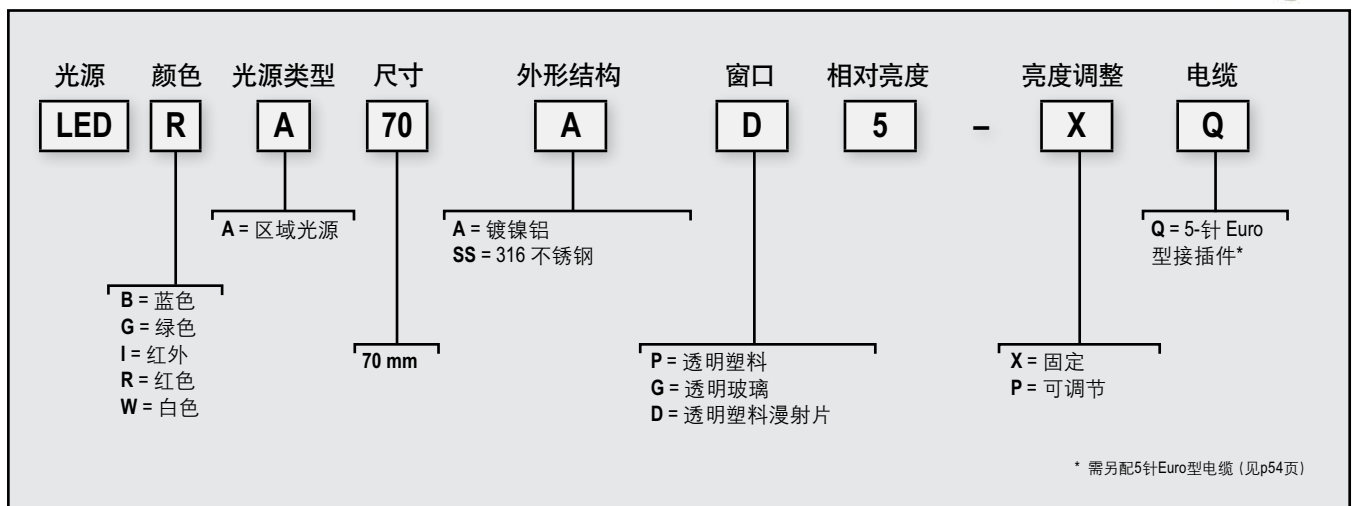 光源 颜色 光源类型 尺寸 外形结构 窗口 相对亮度 亮度调整 电缆
LED R A 70 A D 5 – X Q
A = 区域光源
A = 镀镍铝
SS = 316 不锈钢
Q = 5-针 Euro
型接插件*
B = 蓝色
G = 绿色
I = 红外
R = 红色
W = 白色
70 mm
P = 透明塑料
G = 透明玻璃
D = 透明塑料漫射片
X = 固定
P = 可调节
* 需另配5针Euro型电缆 (见p54页)